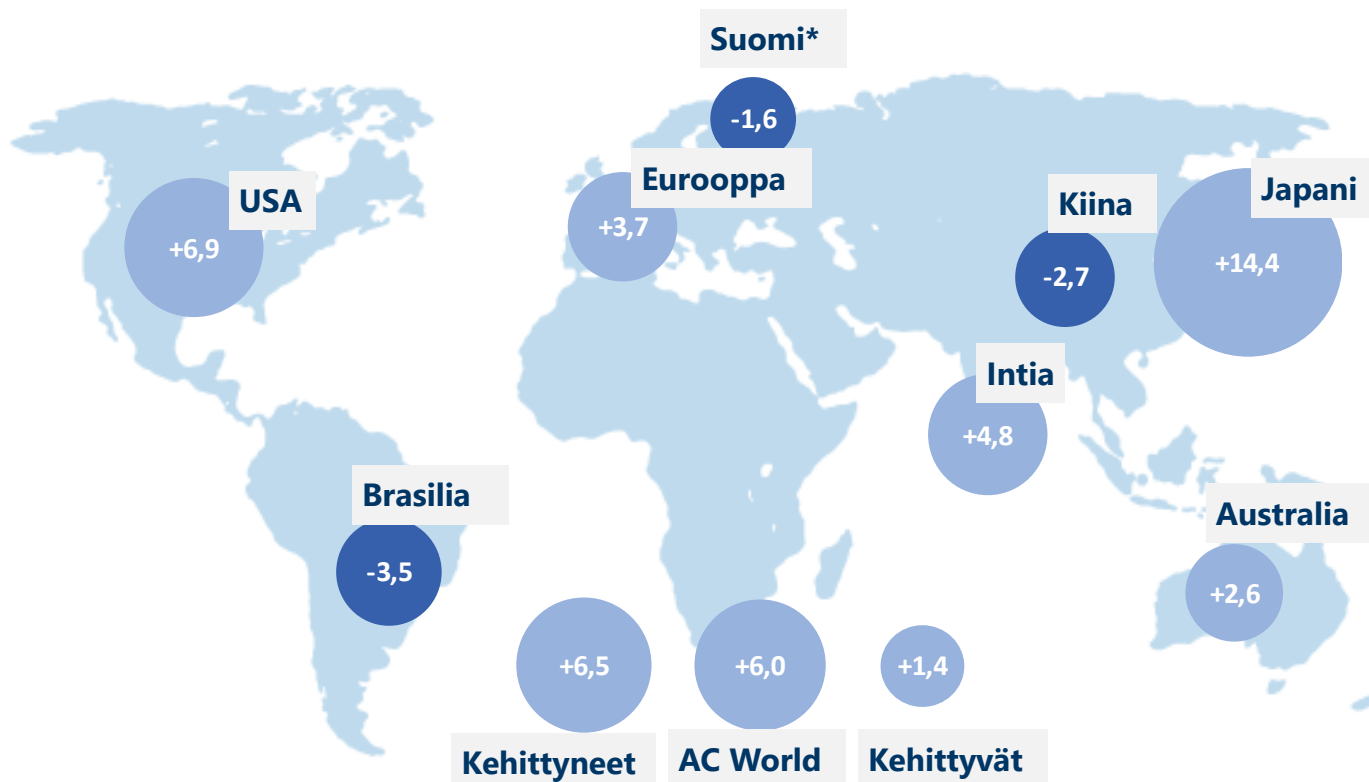 Suomi*
-1,6
USA
+6,9
Eurooppa
+3,7
Kiina
-2,7
Japani
+14,4
Intia
+4,8
Brasilia
-3,5
Australia
+2,6
+6,5
+6,0
+1,4
Kehittyneet
AC World
Kehittyvät